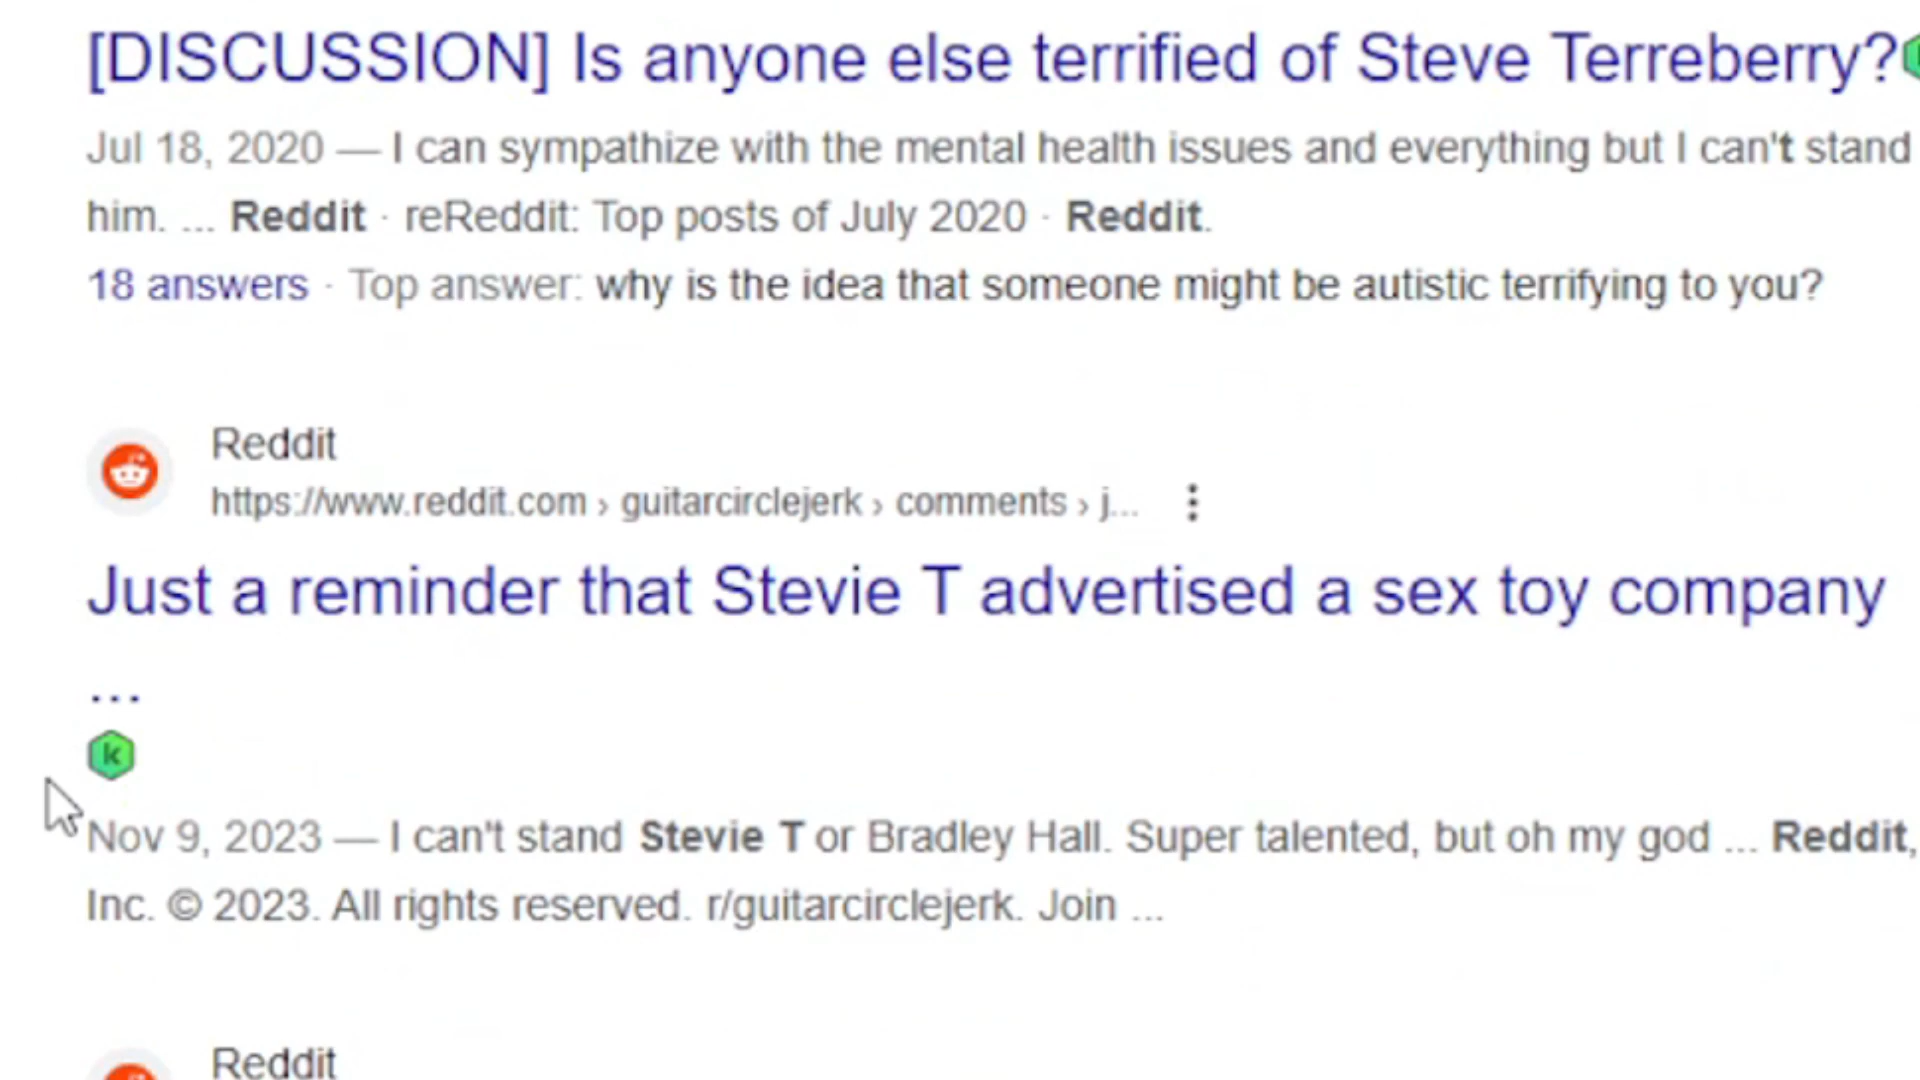 [DISCUSSION] Is anyone else terrified of Steve Terreberry?
Jul 18, 2020 — I can sympathize with the mental health issues and everything but I can't stand
him. ... Reddit · reReddit: Top posts of July 2020 · Reddit.
18 answers · Top answer: why is the idea that someone might be autistic terrifying to you?
Reddit
https://www.reddit.com › guitarcirclejerk › comments › j...
Just a reminder that Stevie T advertised a sex toy company
...
k
Nov 9, 2023 — I can't stand Stevie T or Bradley Hall. Super talented, but oh my god ... Reddit,
Inc. © 2023. All rights reserved. r/guitarcirclejerk. Join ...
Reddit